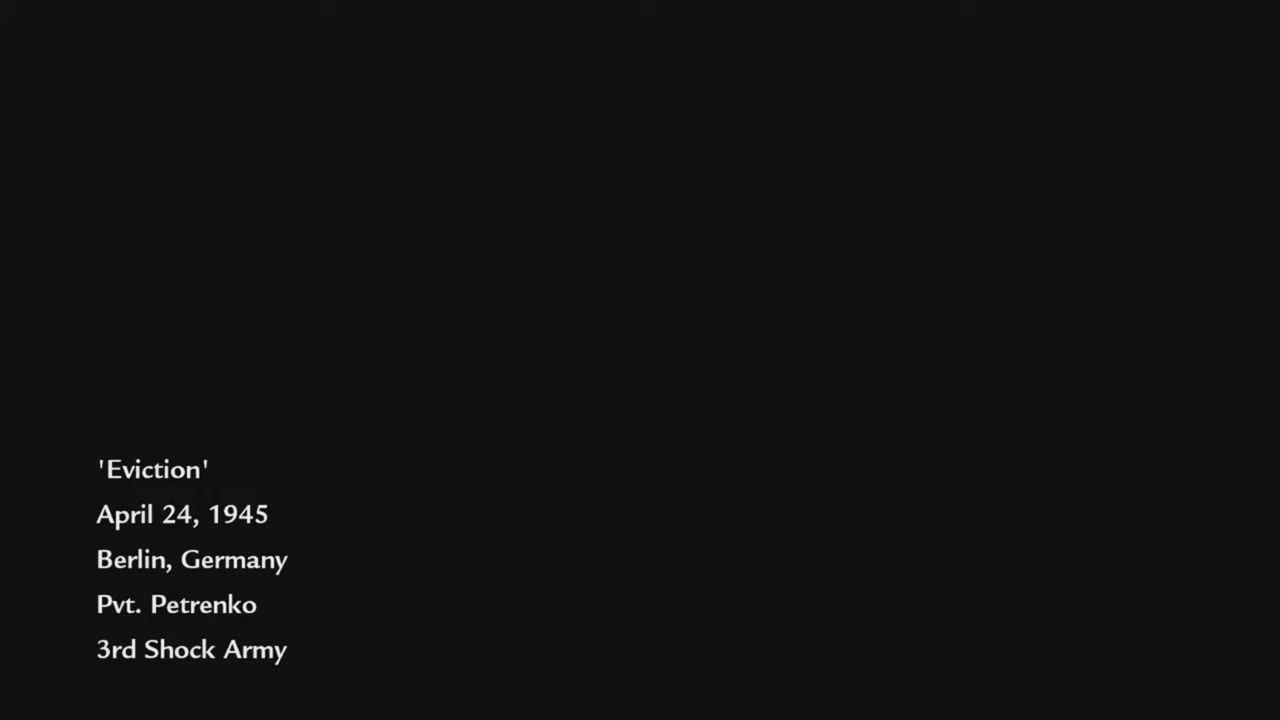 'Eviction'
April 24, 1945
Berlin, Germany
Pvt. Petrenko
3rd Shock Army